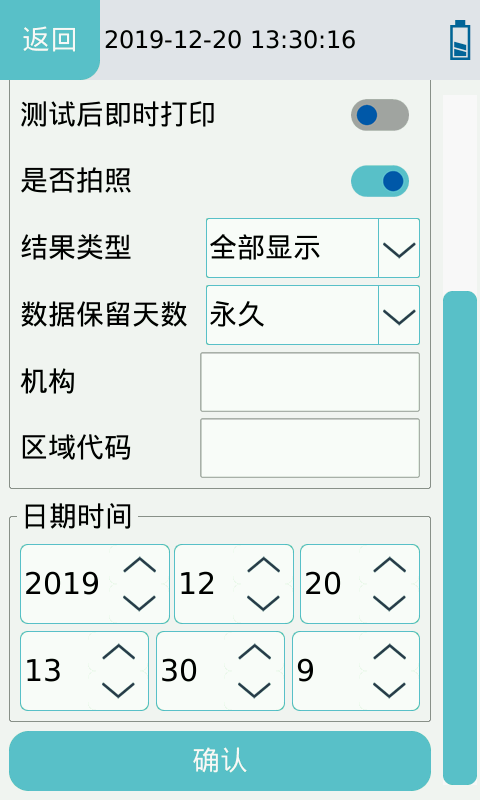 返回 2019-12-20 13:30:16
测试后即时打印
是否拍照
结果类型 全部显示
数据保留天数 永久
机构
区域代码
日期时间
2019 12 20
13 30 9
确认